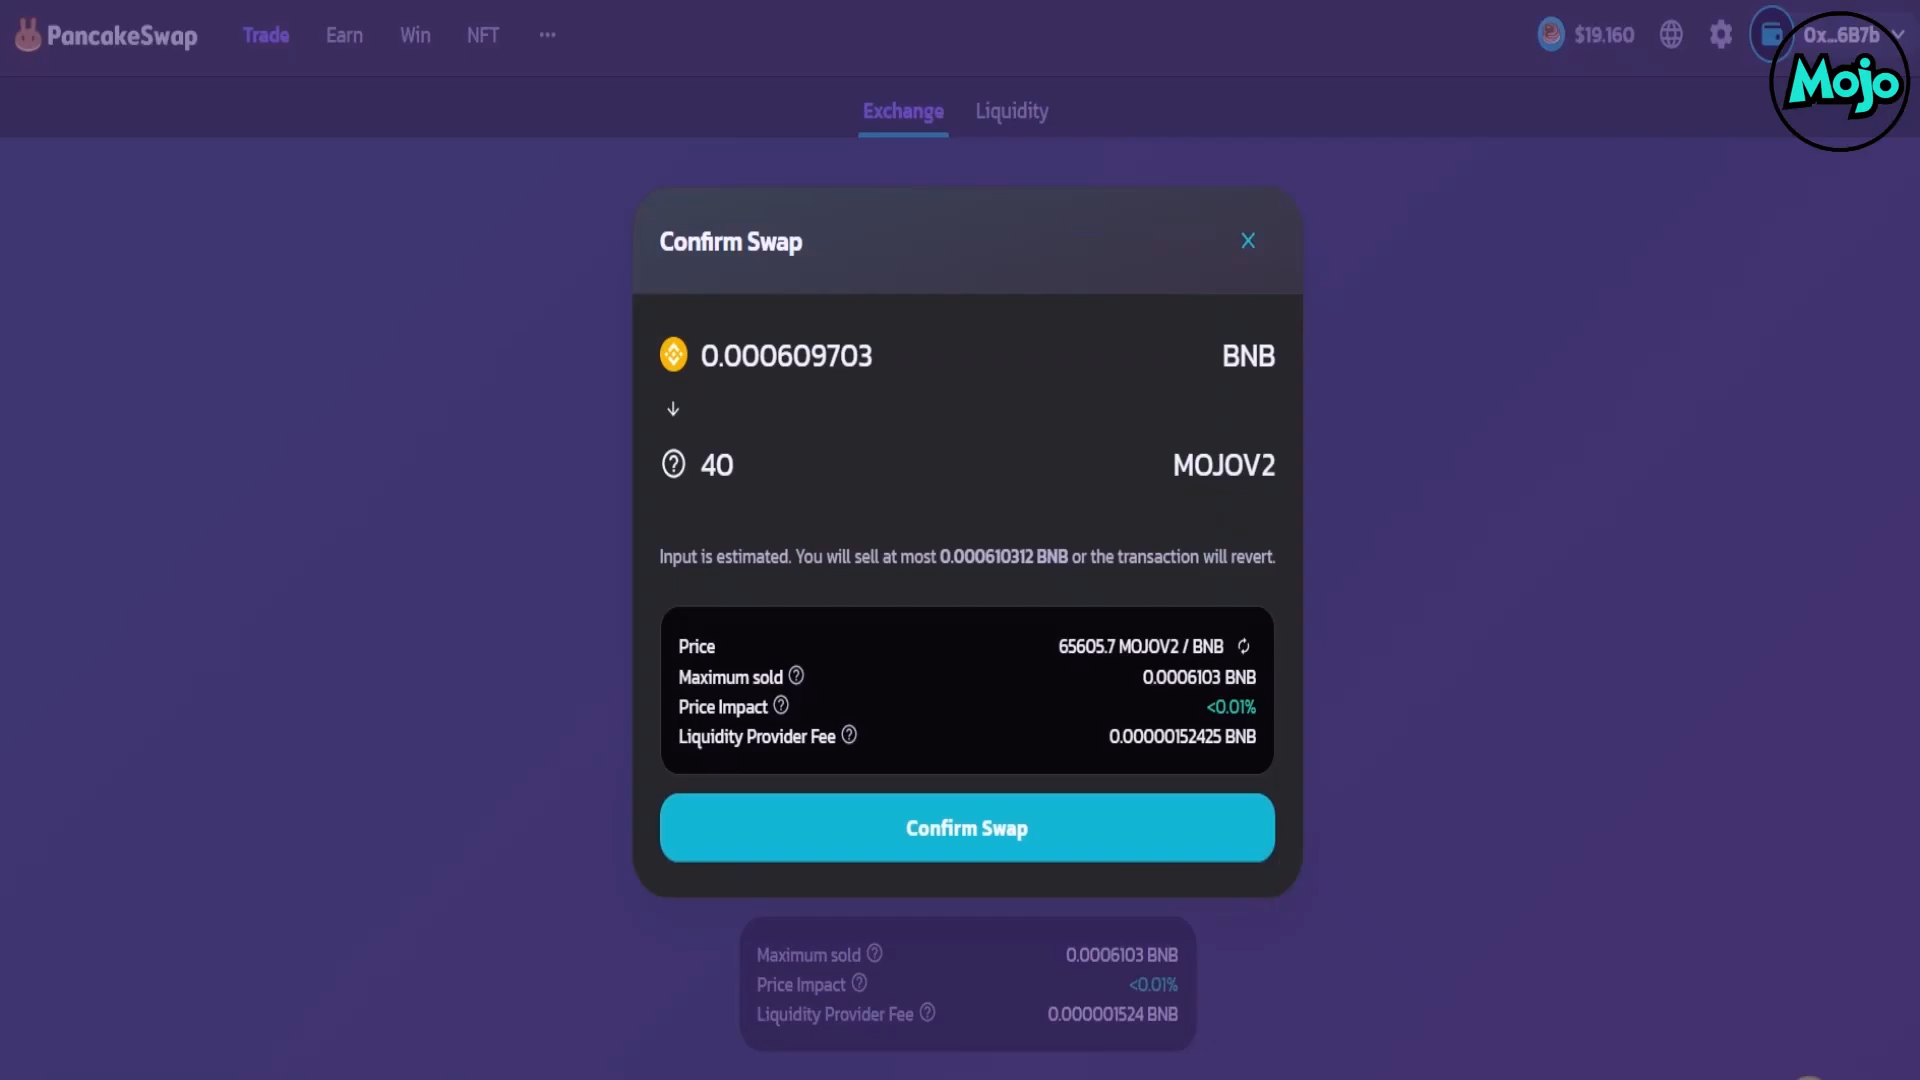 PancakeSwap Trade Earn Win NFT ... $19.160 0x...6B7b
Mojo
Exchange Liquidity
Confirm Swap
0.000609703 BNB
40 MOJOV2
Input is estimated. You will sell at most 0.000610312 BNB or the transaction will revert.
Price 65605.7 MOJOV2 / BNB
Maximum sold 0.0006103 BNB
Price Impact <0.01%
Liquidity Provider Fee 0.00000152425 BNB
Confirm Swap
Maximum sold 0.0006103 BNB
Price Impact <0.01%
Liquidity Provider Fee 0.000001524 BNB